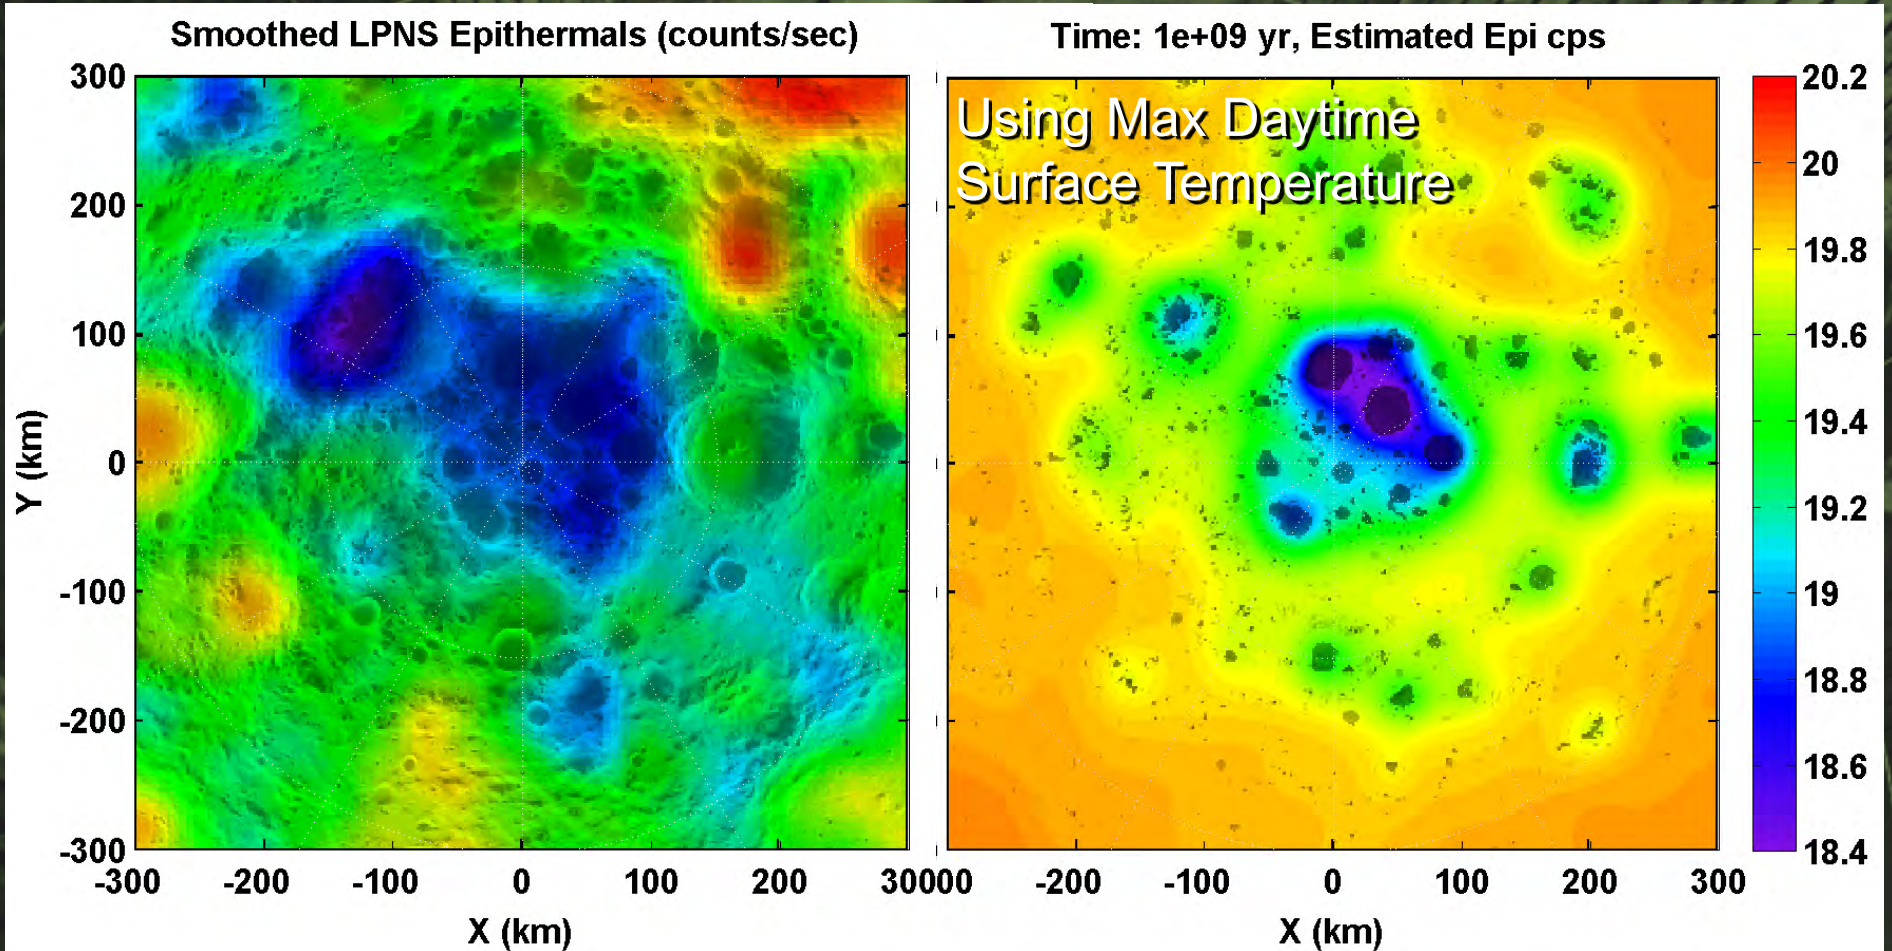 Smoothed LPNS Epithermals (counts/sec)
300
200
100
0
-100
-200
-300
Y (km)
-300 -200 -100 0 100 200 300
X (km)
Time: 1e+09 yr, Estimated Epi cps
Using Max Daytime
Surface Temperature
00 -200 -100 0 100 200 300
X (km)
20.2
20
19.8
19.6
19.4
19.2
19
18.8
18.6
18.4